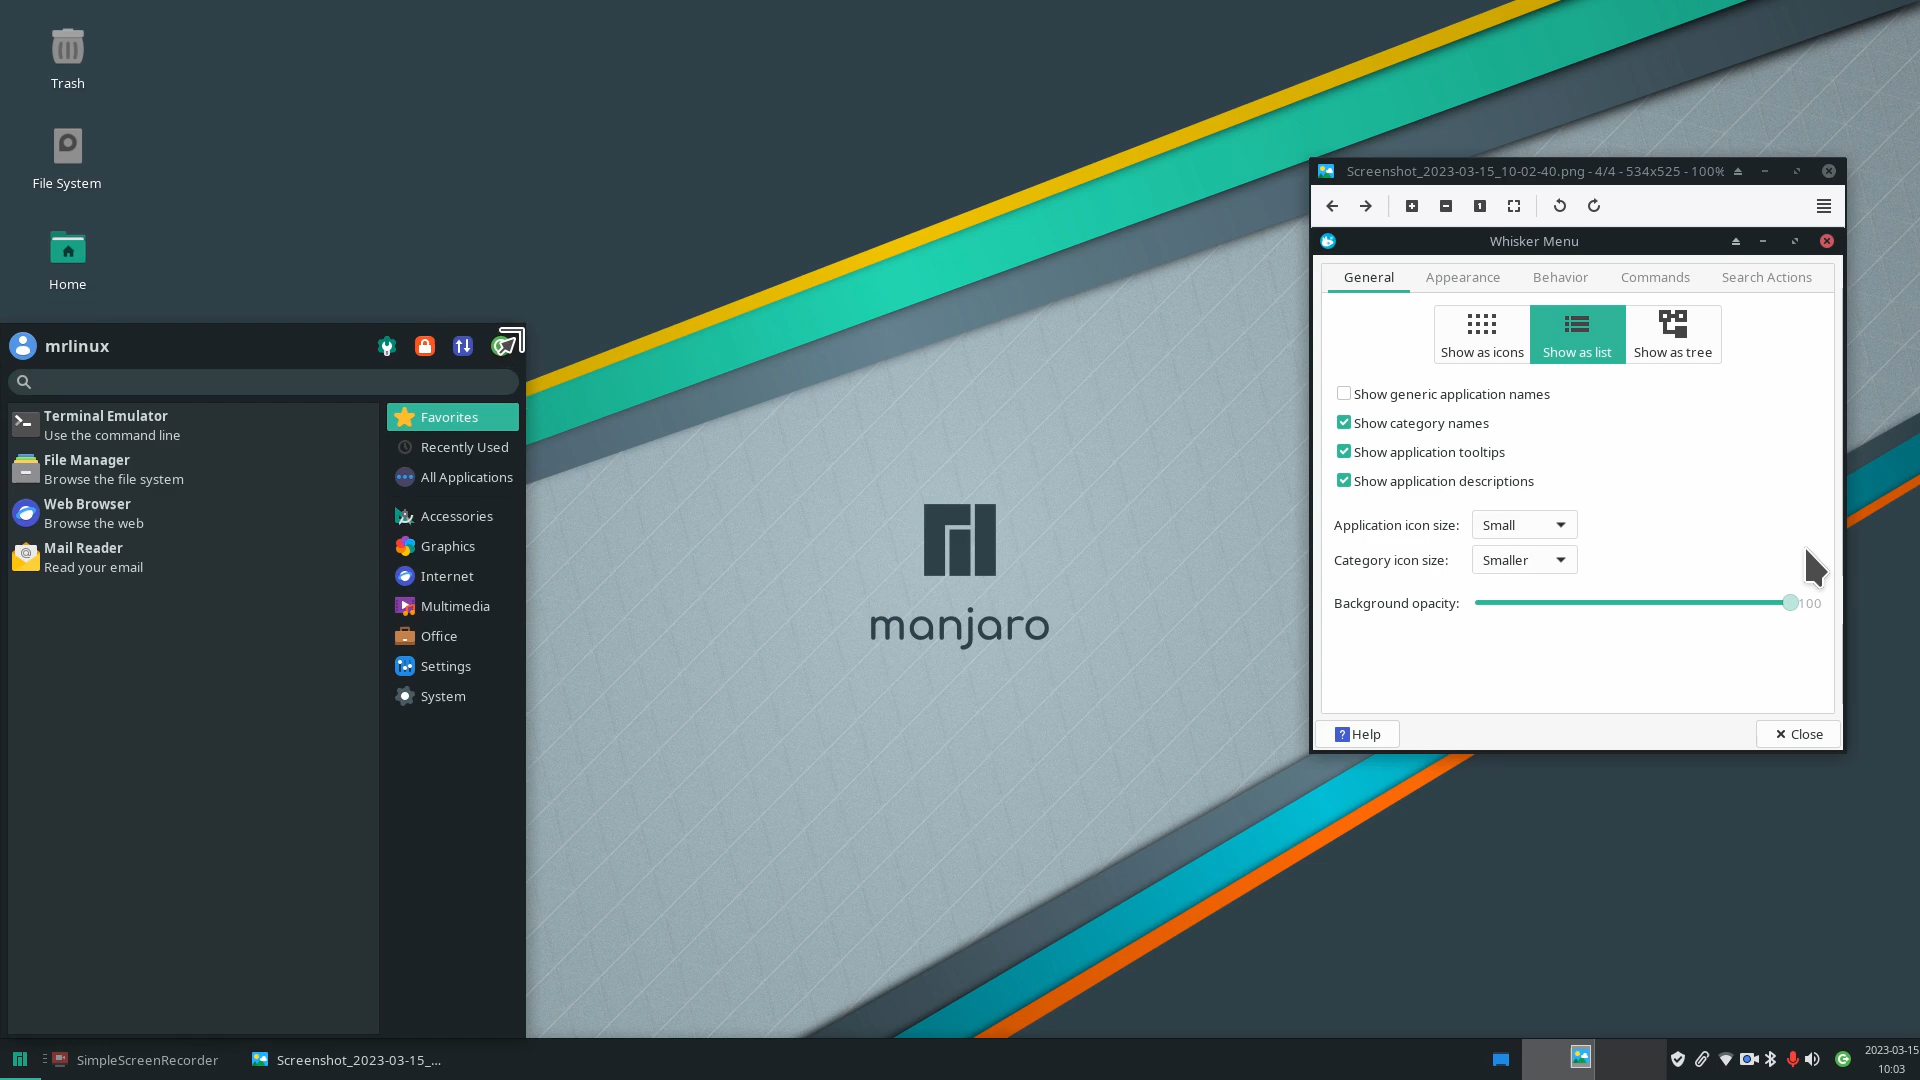 Trash
File System
Home
mrlinux
Terminal Emulator
Use the command line
File Manager
Browse the file system
Web Browser
Browse the web
Mail Reader
Read your email
Favorites
Recently Used
All Applications
Accessories
Graphics
Internet
Multimedia
Office
Settings
System
manjaro
Screenshot_2023-03-15_10-02-40.png - 4/4 - 534x525 - 100%
Whisker Menu
General Appearance Behavior Commands Search Actions
Show as icons Show as list Show as tree
Show generic application names
Show category names
Show application tooltips
Show application descriptions
Application icon size: Small
Category icon size: Smaller
Background opacity: 100
Help Close
SimpleScreenRecorder Screenshot_2023-03-15_...
2023-03-15
10:03